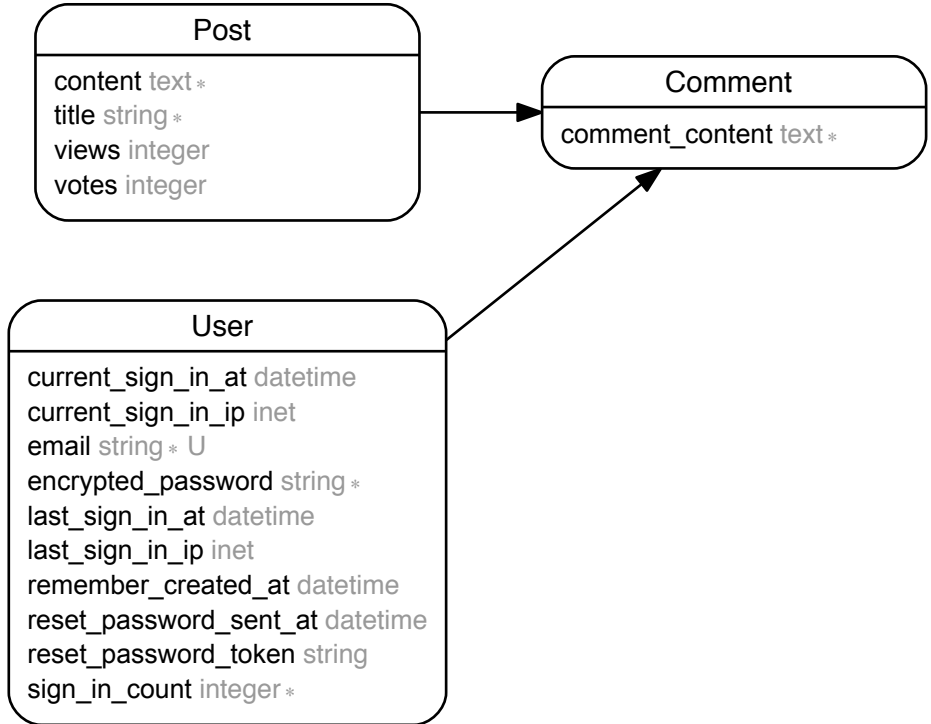 Post
content text ∗
title string ∗
views integer
votes integer
Comment
comment_content text ∗
User
current_sign_in_at datetime
current_sign_in_ip inet
email string ∗ U
encrypted_password string ∗
last_sign_in_at datetime
last_sign_in_ip inet
remember_created_at datetime
reset_password_sent_at datetime
reset_password_token string
sign_in_count integer ∗